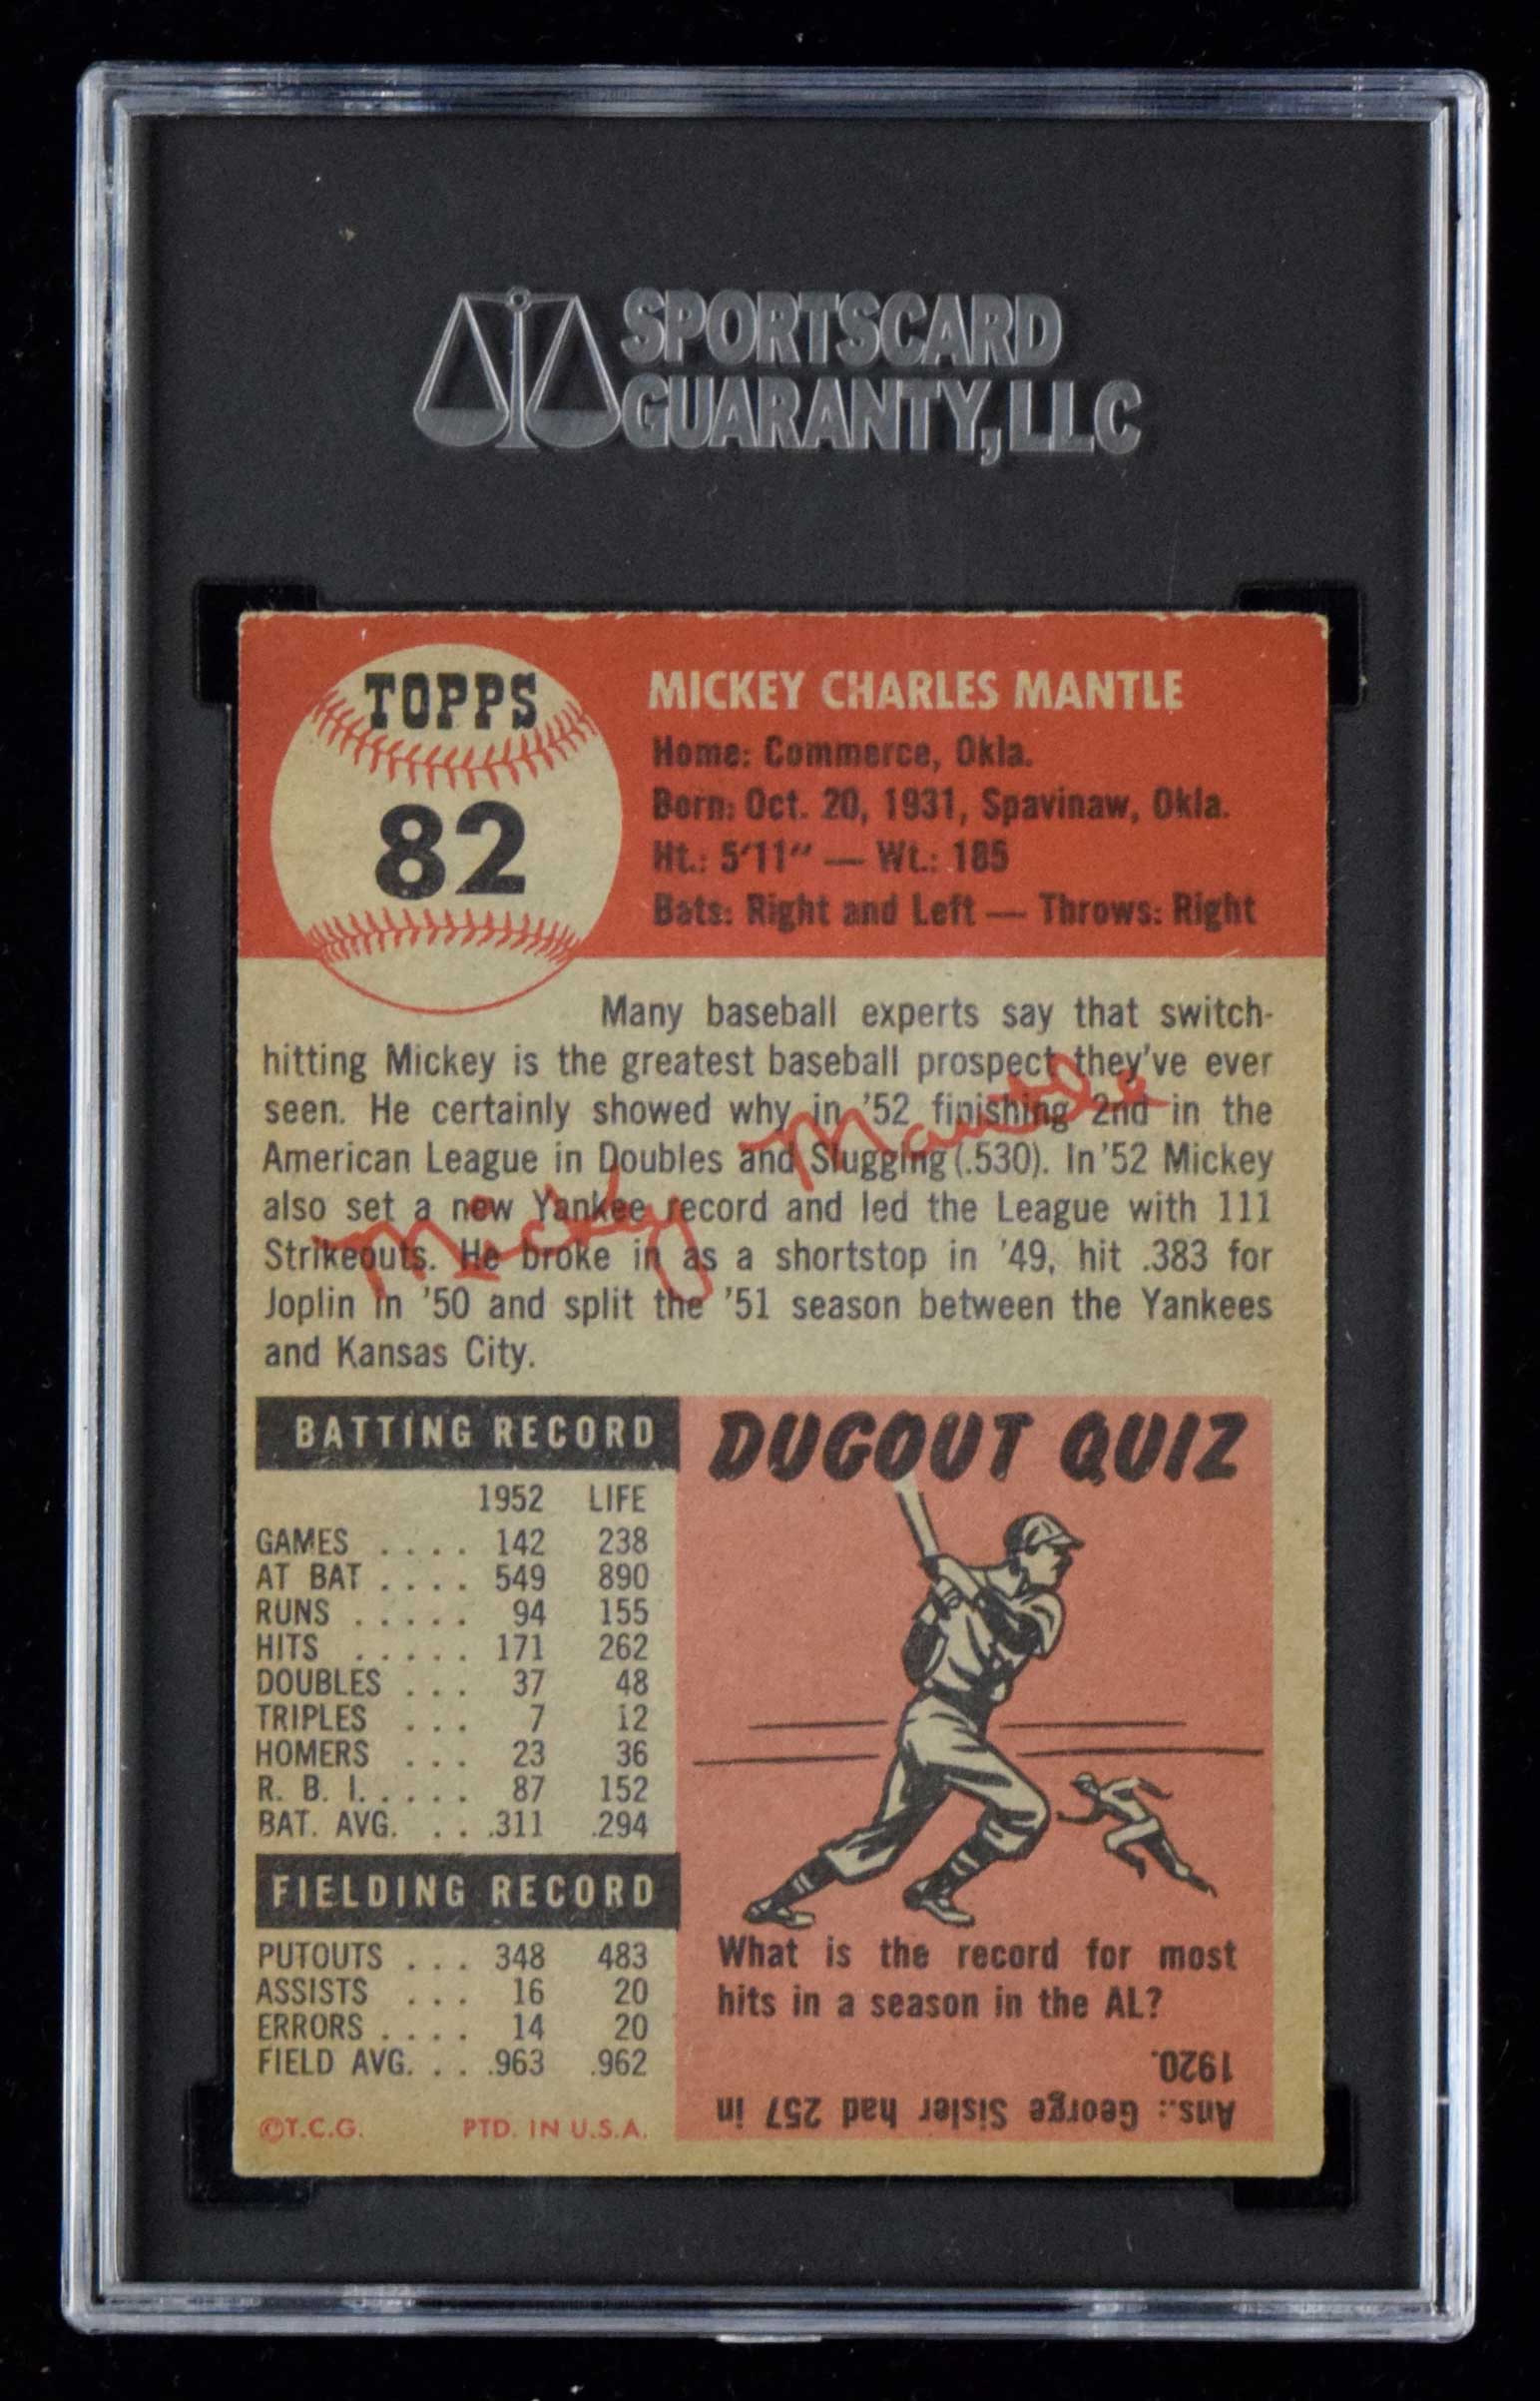 SPORTSCARD
GUARANTY, LLC
TOPPS
82
MICKEY CHARLES MANTLE
Home: Commerce, Okla.
Born: Oct. 20, 1931, Spavinaw, Okla.
Ht.: 5'11" — Wt.: 185
Bats: Right and Left — Throws: Right
Many baseball experts say that switch-
hitting Mickey is the greatest baseball prospect they've ever
seen. He certainly showed why in '52 finishing 2nd in the
American League in Doubles and Slugging (.530). In '52 Mickey
also set a new Yankee record and led the League with 111
Strikeouts. He broke in as a shortstop in '49, hit .383 for
Joplin in '50 and split the '51 season between the Yankees
and Kansas City.
Mickey Mantle
BATTING RECORD
1952 LIFE
GAMES .... 142 238
AT BAT .... 549 890
RUNS ..... 94 155
HITS ..... 171 262
DOUBLES ... 37 48
TRIPLES ... 7 12
HOMERS ... 23 36
R. B. I. .... 87 152
BAT. AVG. .. .311 .294
FIELDING RECORD
PUTOUTS ... 348 483
ASSISTS ... 16 20
ERRORS .... 14 20
FIELD AVG. .. .963 .962
©T.C.G. PTD. IN U.S.A.
DUGOUT QUIZ
What is the record for most
hits in a season in the AL?
Ans.: George Sisler had 257 in
1920.